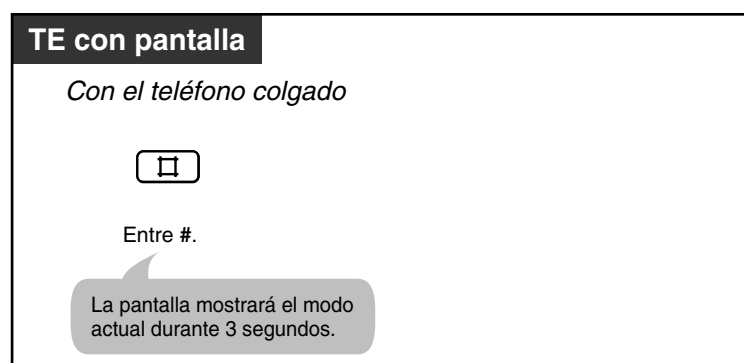 TE con pantalla
Con el teléfono colgado
#
Entre #.
La pantalla mostrará el modo
actual durante 3 segundos.